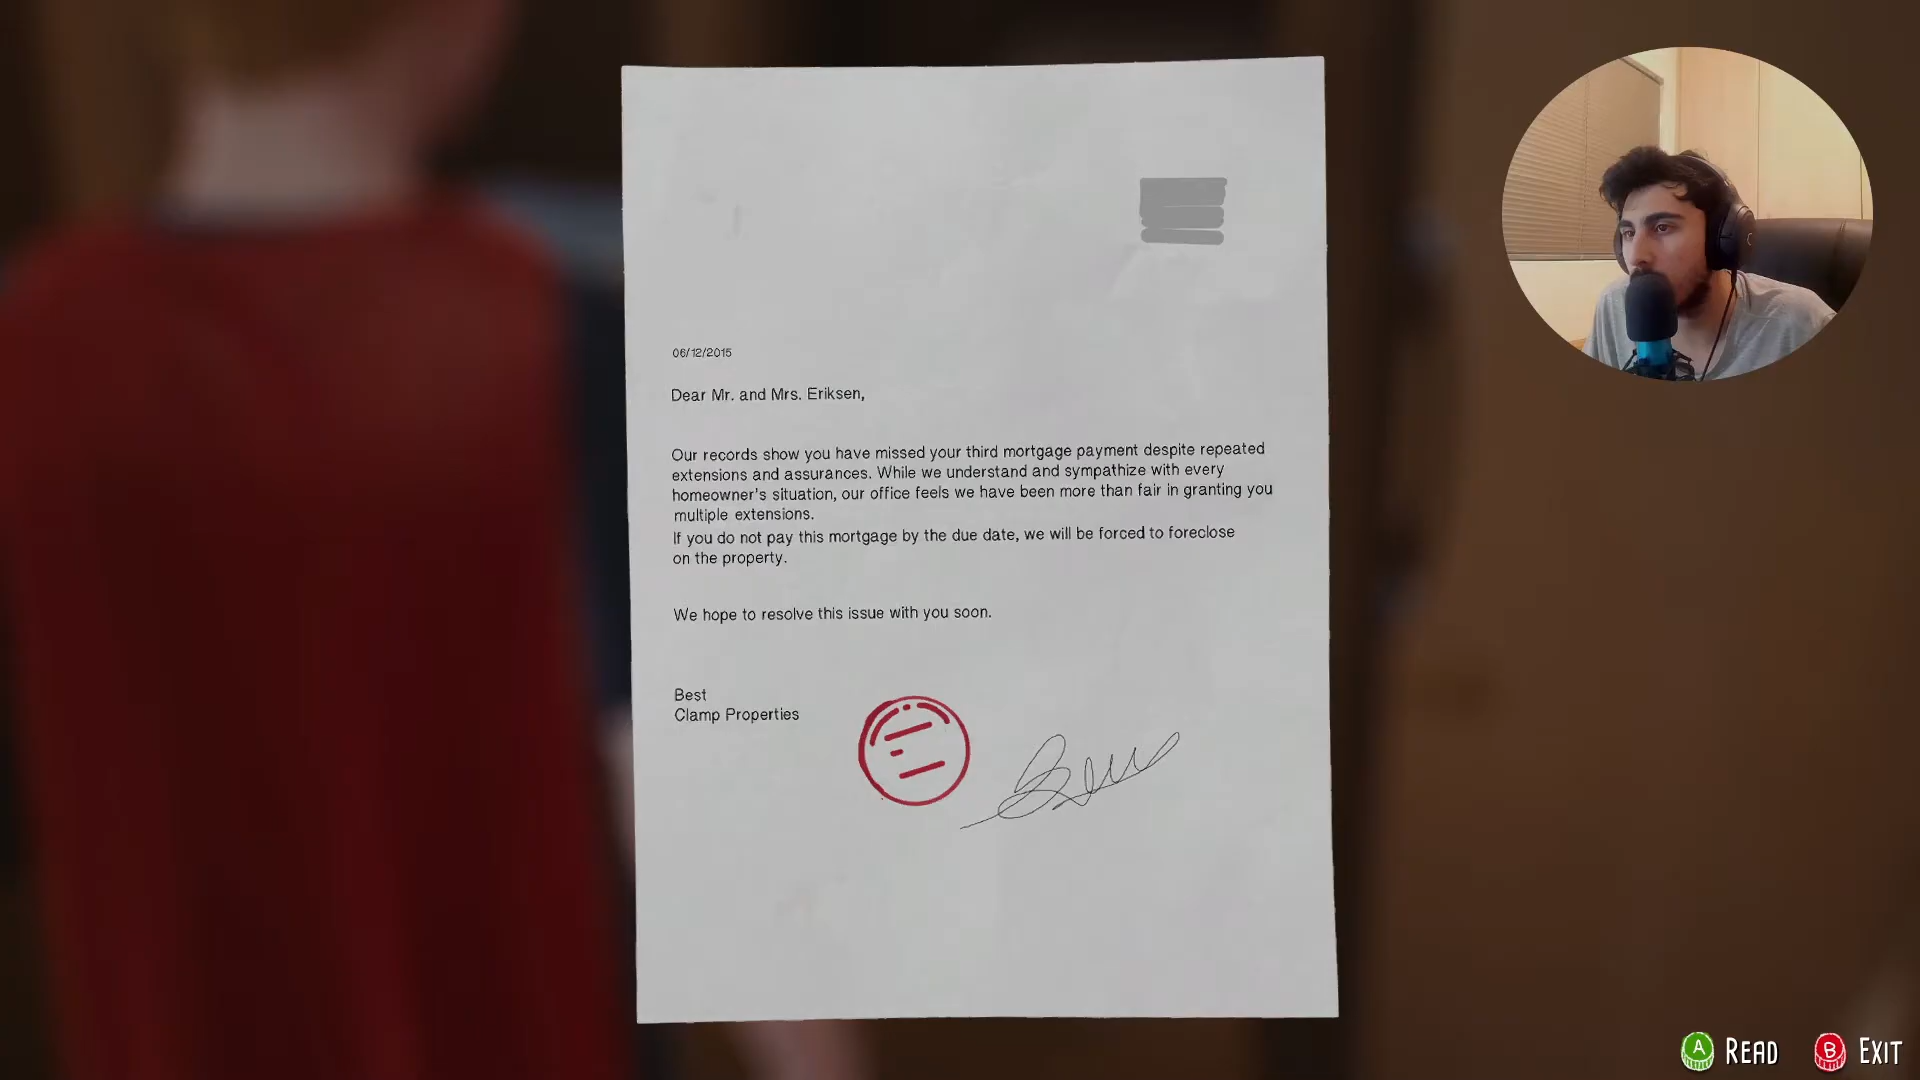 06/12/2015
Dear Mr. and Mrs. Eriksen,
Our records show you have missed your third mortgage payment despite repeated
extensions and assurances. While we understand and sympathize with every
homeowner's situation, our office feels we have been more than fair in granting you
multiple extensions.
If you do not pay this mortgage by the due date, we will be forced to foreclose
on the property.
We hope to resolve this issue with you soon.
Best
Clamp Properties
A READ B EXIT